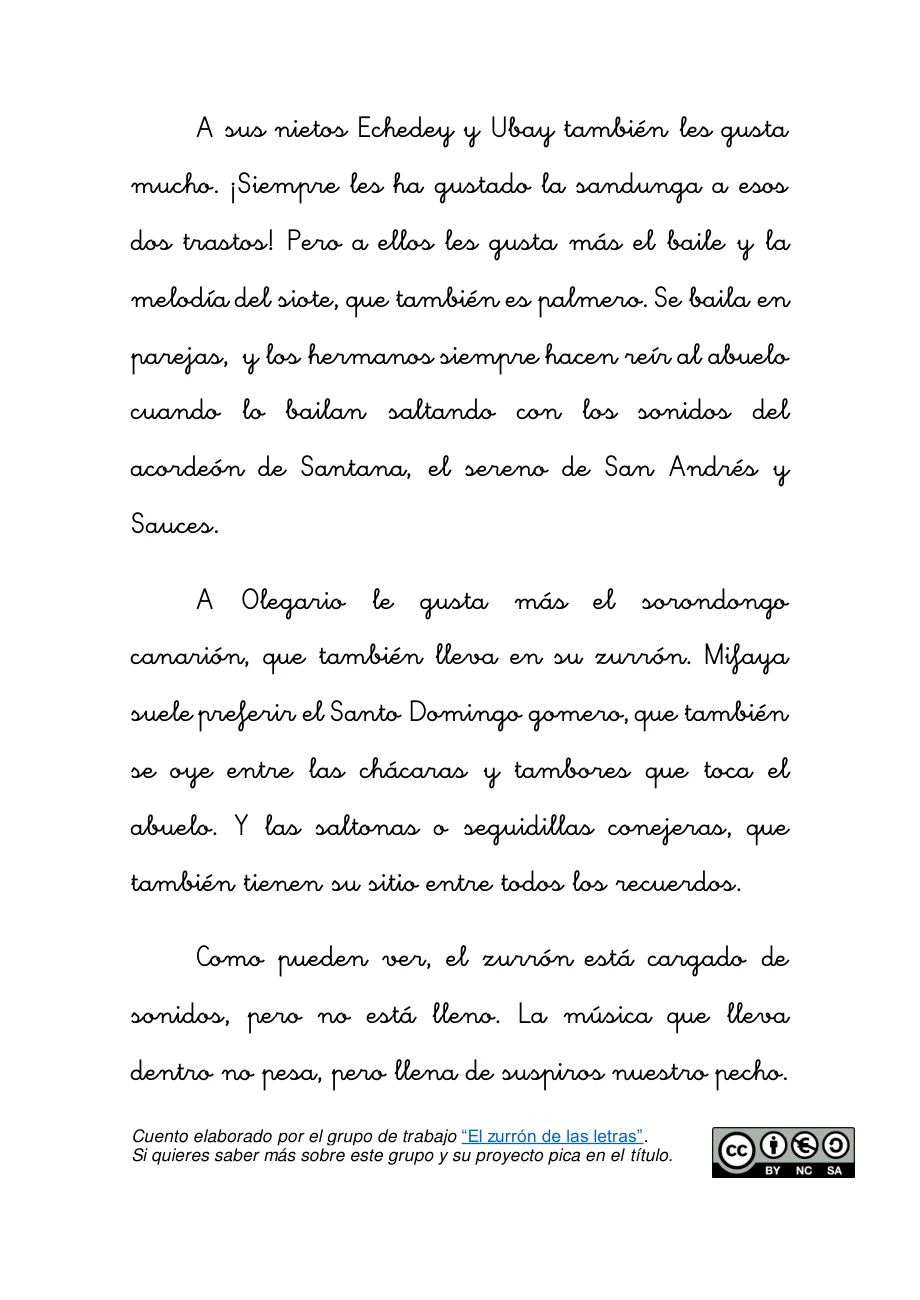 A sus nietos Echedey y Ubay también les gusta
mucho. ¡Siempre les ha gustado la sandunga a esos
dos trastos! Pero a ellos les gusta más el baile y la
melodía del siote, que también es palmero. Se baila en
parejas, y los hermanos siempre hacen reír al abuelo
cuando lo bailan saltando con los sonidos del
acordeón de Santana, el sereno de San Andrés y
Sauces.
A Olegario le gusta más el sorondongo
canarión, que también lleva en su zurrón. Mifaya
suele preferir el Santo Domingo gomero, que también
se oye entre las chácaras y tambores que toca el
abuelo. Y las saltonas o seguidillas conejeras, que
también tienen su sitio entre todos los recuerdos.
Como pueden ver, el zurrón está cargado de
sonidos, pero no está lleno. La música que lleva
dentro no pesa, pero llena de suspiros nuestro pecho.
Cuento elaborado por el grupo de trabajo “El zurrón de las letras”.
Si quieres saber más sobre este grupo y su proyecto pica en el título.
cc BY NC SA